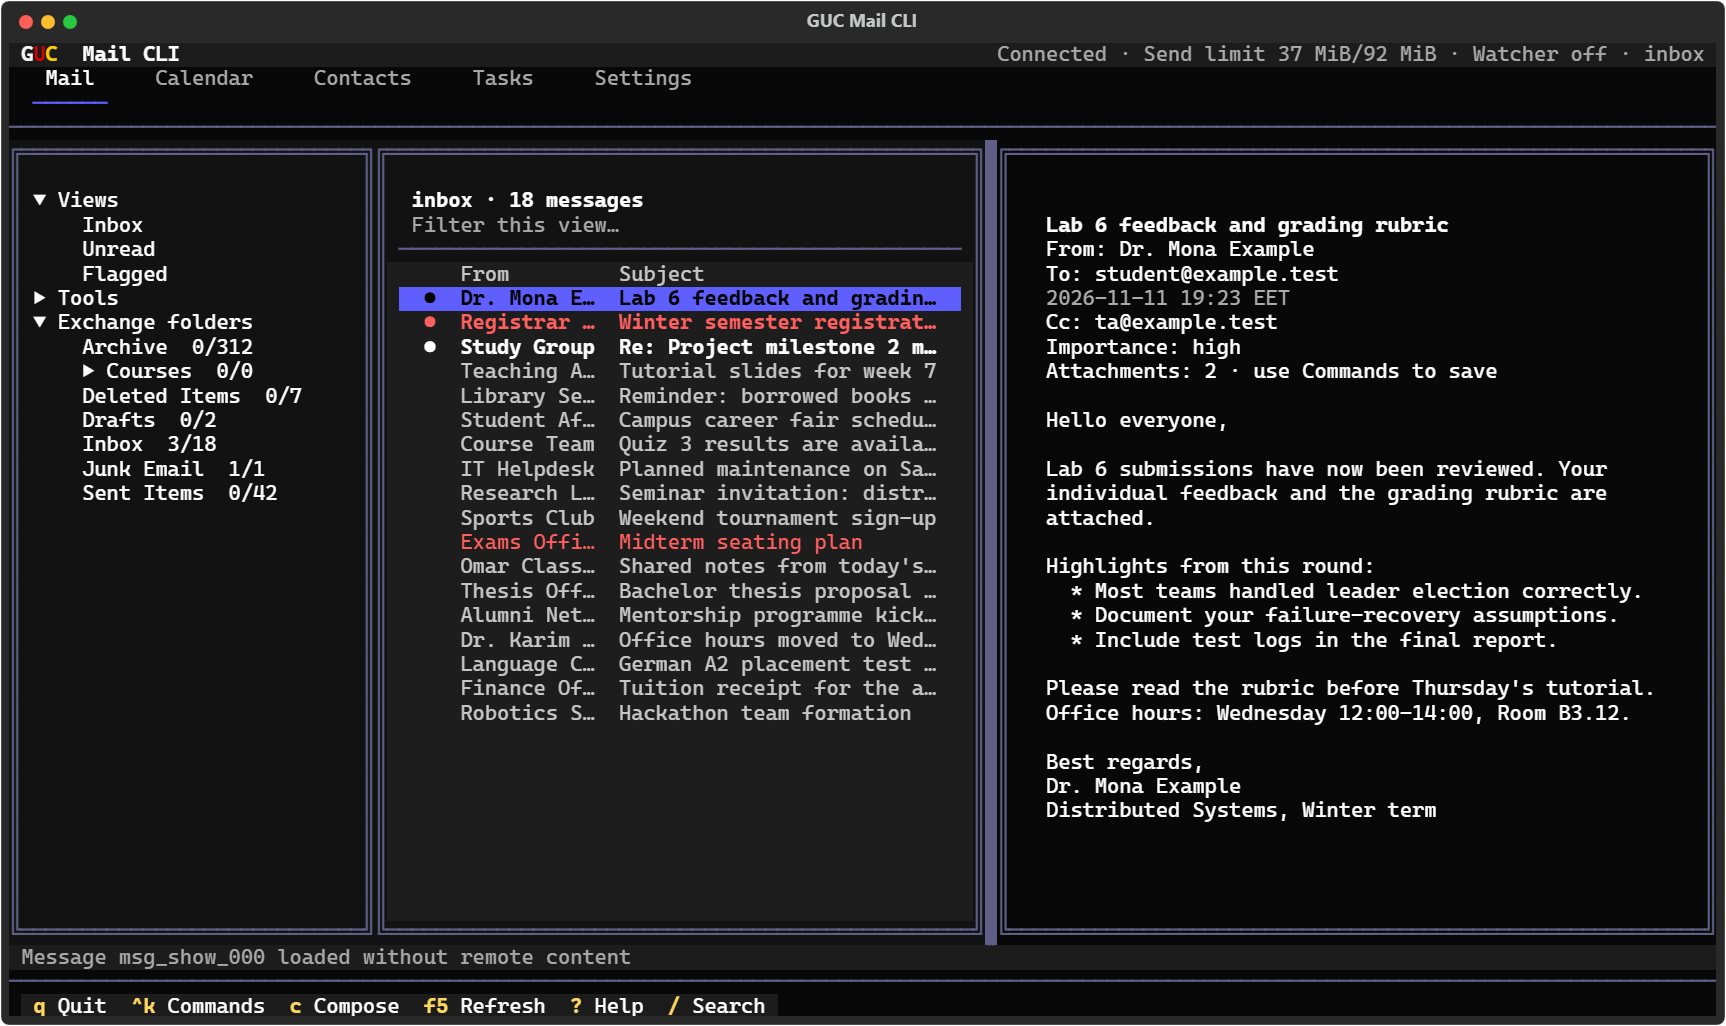 GUC Mail CLI
GUC Mail CLI
Connected · Send limit 37 MiB/92 MiB · Watcher off · inbox
Mail Calendar Contacts Tasks Settings
▼ Views
Inbox
Unread
Flagged
▶ Tools
▼ Exchange folders
Archive 0/312
▶ Courses 0/0
Deleted Items 0/7
Drafts 0/2
Inbox 3/18
Junk Email 1/1
Sent Items 0/42
inbox · 18 messages
Filter this view…
From Subject
● Dr. Mona E… Lab 6 feedback and gradin…
● Registrar … Winter semester registrat…
● Study Group Re: Project milestone 2 m…
Teaching A… Tutorial slides for week 7
Library Se… Reminder: borrowed books …
Student Af… Campus career fair schedu…
Course Team Quiz 3 results are availa…
IT Helpdesk Planned maintenance on Sa…
Research L… Seminar invitation: distr…
Sports Club Weekend tournament sign-up
Exams Offi… Midterm seating plan
Omar Class… Shared notes from today's…
Thesis Off… Bachelor thesis proposal …
Alumni Net… Mentorship programme kick…
Dr. Karim … Office hours moved to Wed…
Language C… German A2 placement test …
Finance Of… Tuition receipt for the a…
Robotics S… Hackathon team formation
Lab 6 feedback and grading rubric
From: Dr. Mona Example
To: student@example.test
2026-11-11 19:23 EET
Cc: ta@example.test
Importance: high
Attachments: 2 · use Commands to save
Hello everyone,
Lab 6 submissions have now been reviewed. Your
individual feedback and the grading rubric are
attached.
Highlights from this round:
* Most teams handled leader election correctly.
* Document your failure-recovery assumptions.
* Include test logs in the final report.
Please read the rubric before Thursday's tutorial.
Office hours: Wednesday 12:00-14:00, Room B3.12.
Best regards,
Dr. Mona Example
Distributed Systems, Winter term
Message msg_show_000 loaded without remote content
q Quit ^k Commands c Compose f5 Refresh ? Help / Search